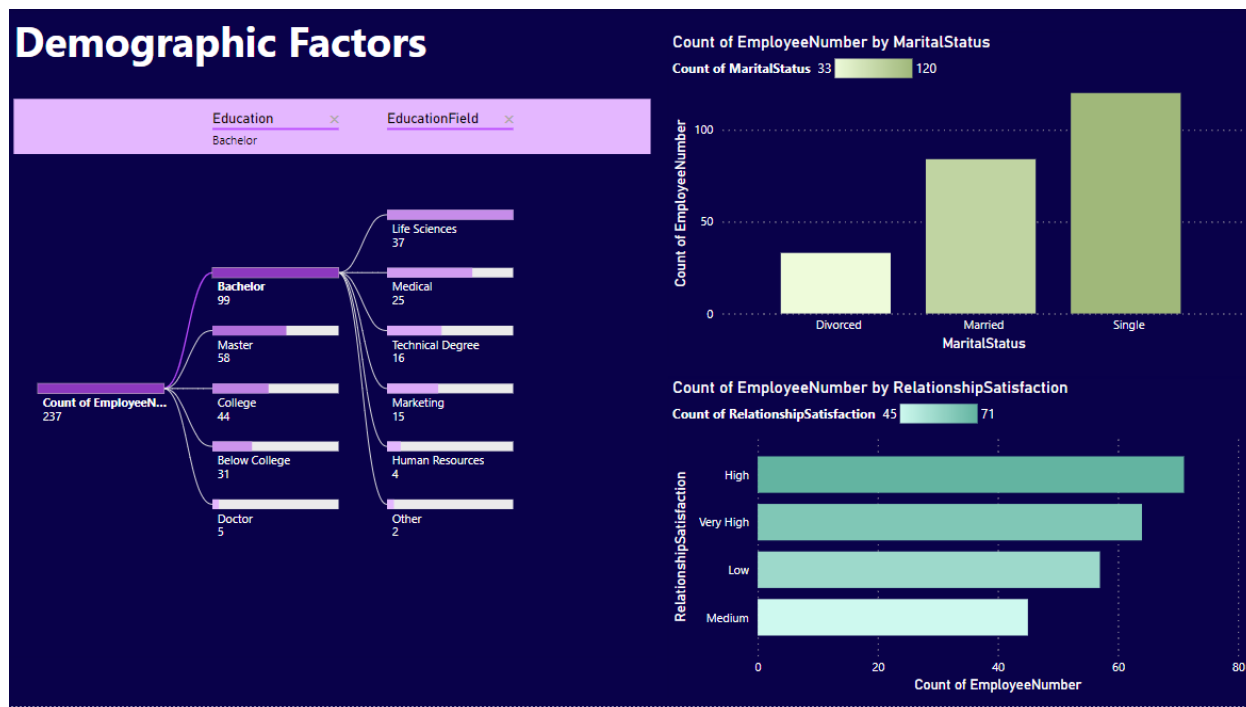 Demographic Factors
Education ×
Bachelor
EducationField ×
Count of EmployeeN...
237
Bachelor
99
Master
58
College
44
Below College
31
Doctor
5
Life Sciences
37
Medical
25
Technical Degree
16
Marketing
15
Human Resources
4
Other
2
Count of EmployeeNumber by MaritalStatus
Count of MaritalStatus 33 120
Count of EmployeeNumber
100
50
0
Divorced Married Single
MaritalStatus
Count of EmployeeNumber by RelationshipSatisfaction
Count of RelationshipSatisfaction 45 71
RelationshipSatisfaction
High
Very High
Low
Medium
0 20 40 60 80
Count of EmployeeNumber